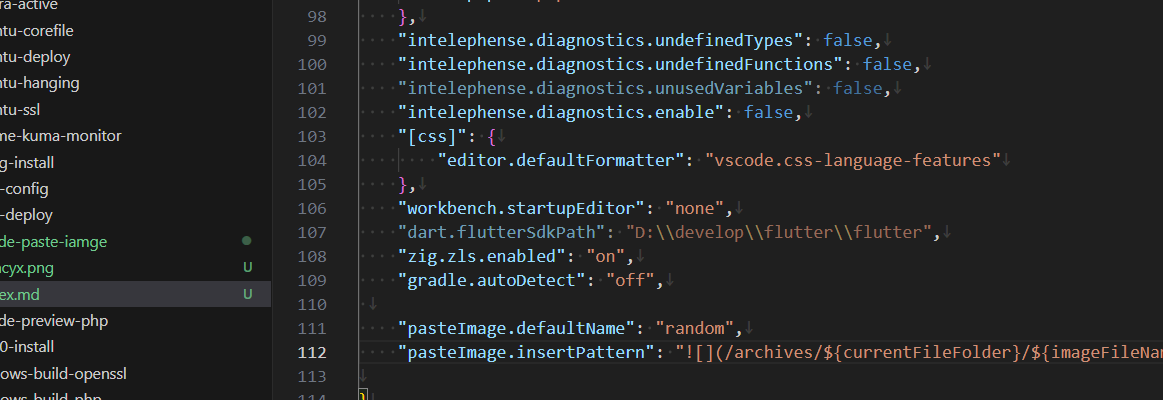 ra-active
ntu-corefile
ntu-deploy
ntu-hanging
ntu-ssl
me-kuma-monitor
g-install
-config
-deploy
de-paste-iamge
cyx.png U
ex.md U
de-preview-php
0-install
ows-build-openssl
ows-build-php
98 },
99 "intelephense.diagnostics.undefinedTypes": false,
100 "intelephense.diagnostics.undefinedFunctions": false,
101 "intelephense.diagnostics.unusedVariables": false,
102 "intelephense.diagnostics.enable": false,
103 "[css]": {
104 "editor.defaultFormatter": "vscode.css-language-features"
105 },
106 "workbench.startupEditor": "none",
107 "dart.flutterSdkPath": "D:\\develop\\flutter\\flutter",
108 "zig.zls.enabled": "on",
109 "gradle.autoDetect": "off",
110
111 "pasteImage.defaultName": "random",
112 "pasteImage.insertPattern": "![](/archives/${currentFileFolder}/${imageFileNam
113
114 }